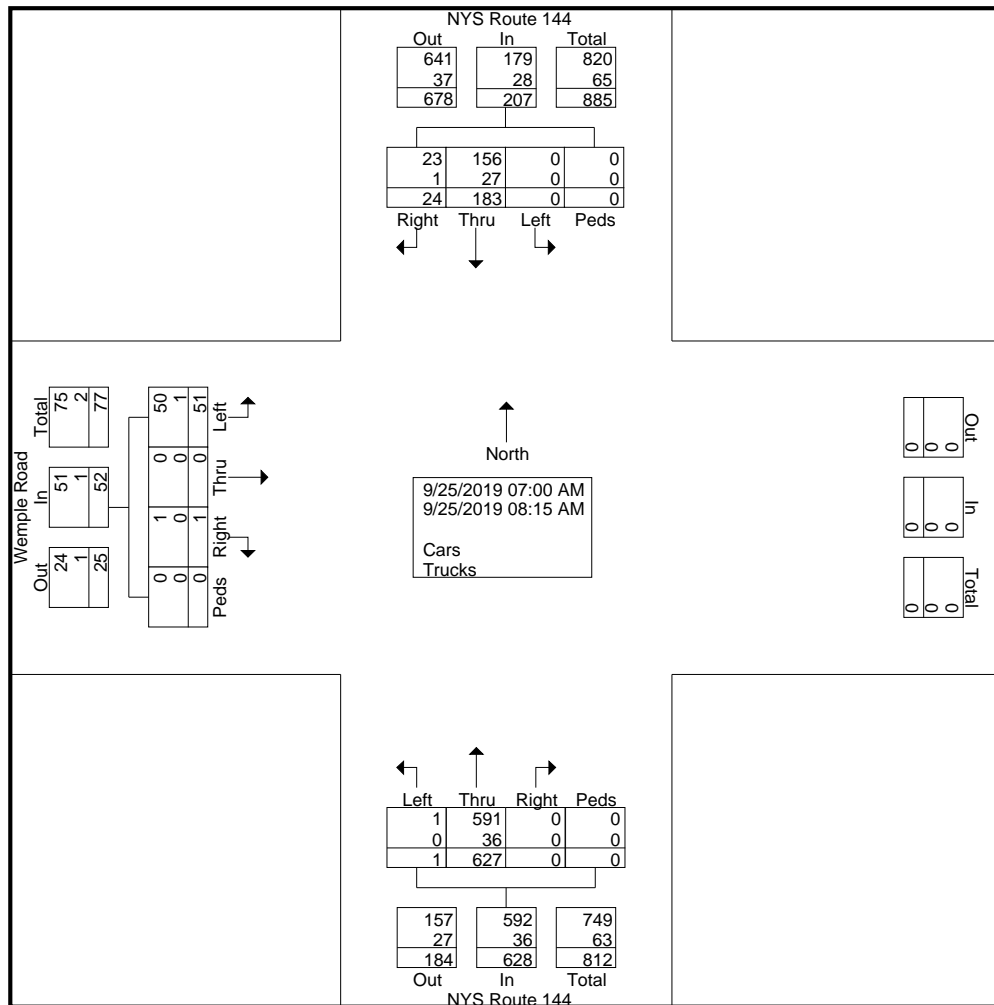 NYS Route 144
Out In Total
641 179 820
37 28 65
678 207 885
23 156 0 0
1 27 0 0
24 183 0 0
Right Thru Left Peds
Wemple Road
Total In Out
75 51 24
2 1 1
77 52 25
50 0 1 0
1 0 0 0
51 0 1 0
Left Thru Right Peds
North
9/25/2019 07:00 AM
9/25/2019 08:15 AM
Cars
Trucks
Out In Total
0 0 0
0 0 0
0 0 0
Left Thru Right Peds
1 591 0 0
0 36 0 0
1 627 0 0
157 592 749
27 36 63
184 628 812
Out In Total
NYS Route 144